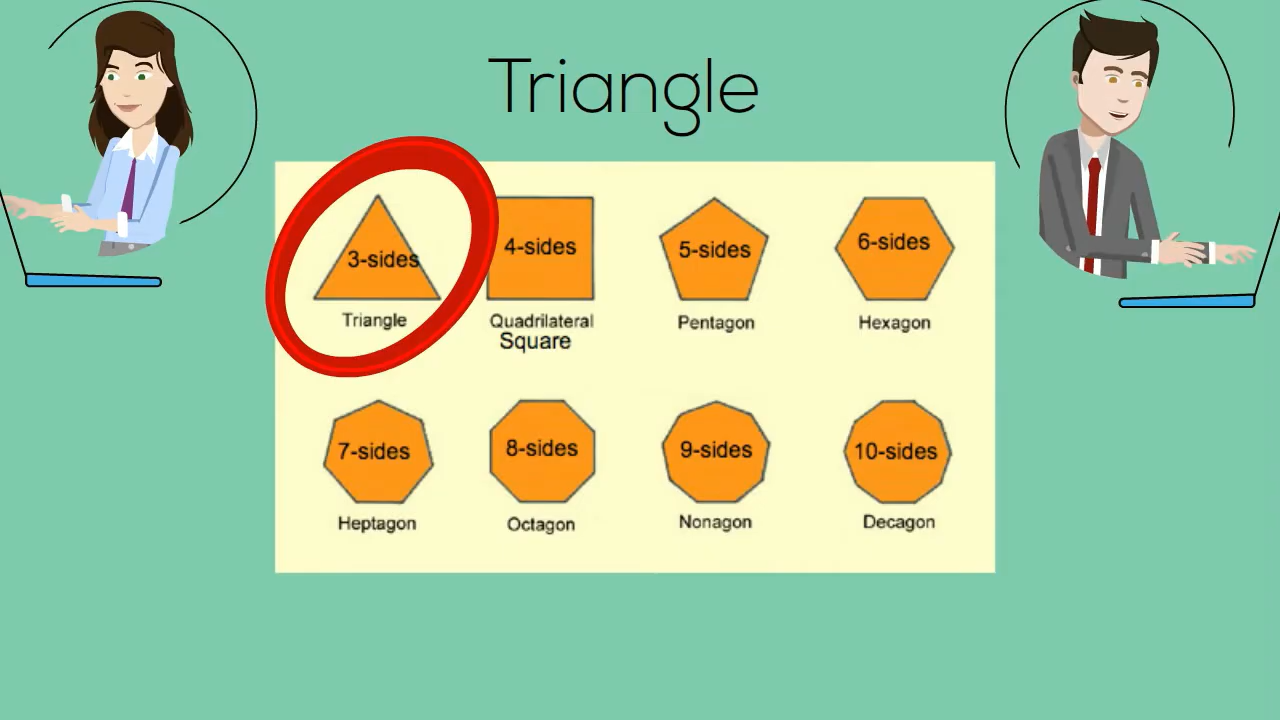 Triangle
3-sides
4-sides
5-sides
6-sides
Triangle
Quadrilateral
Square
Pentagon
Hexagon
7-sides
8-sides
9-sides
10-sides
Heptagon
Octagon
Nonagon
Decagon